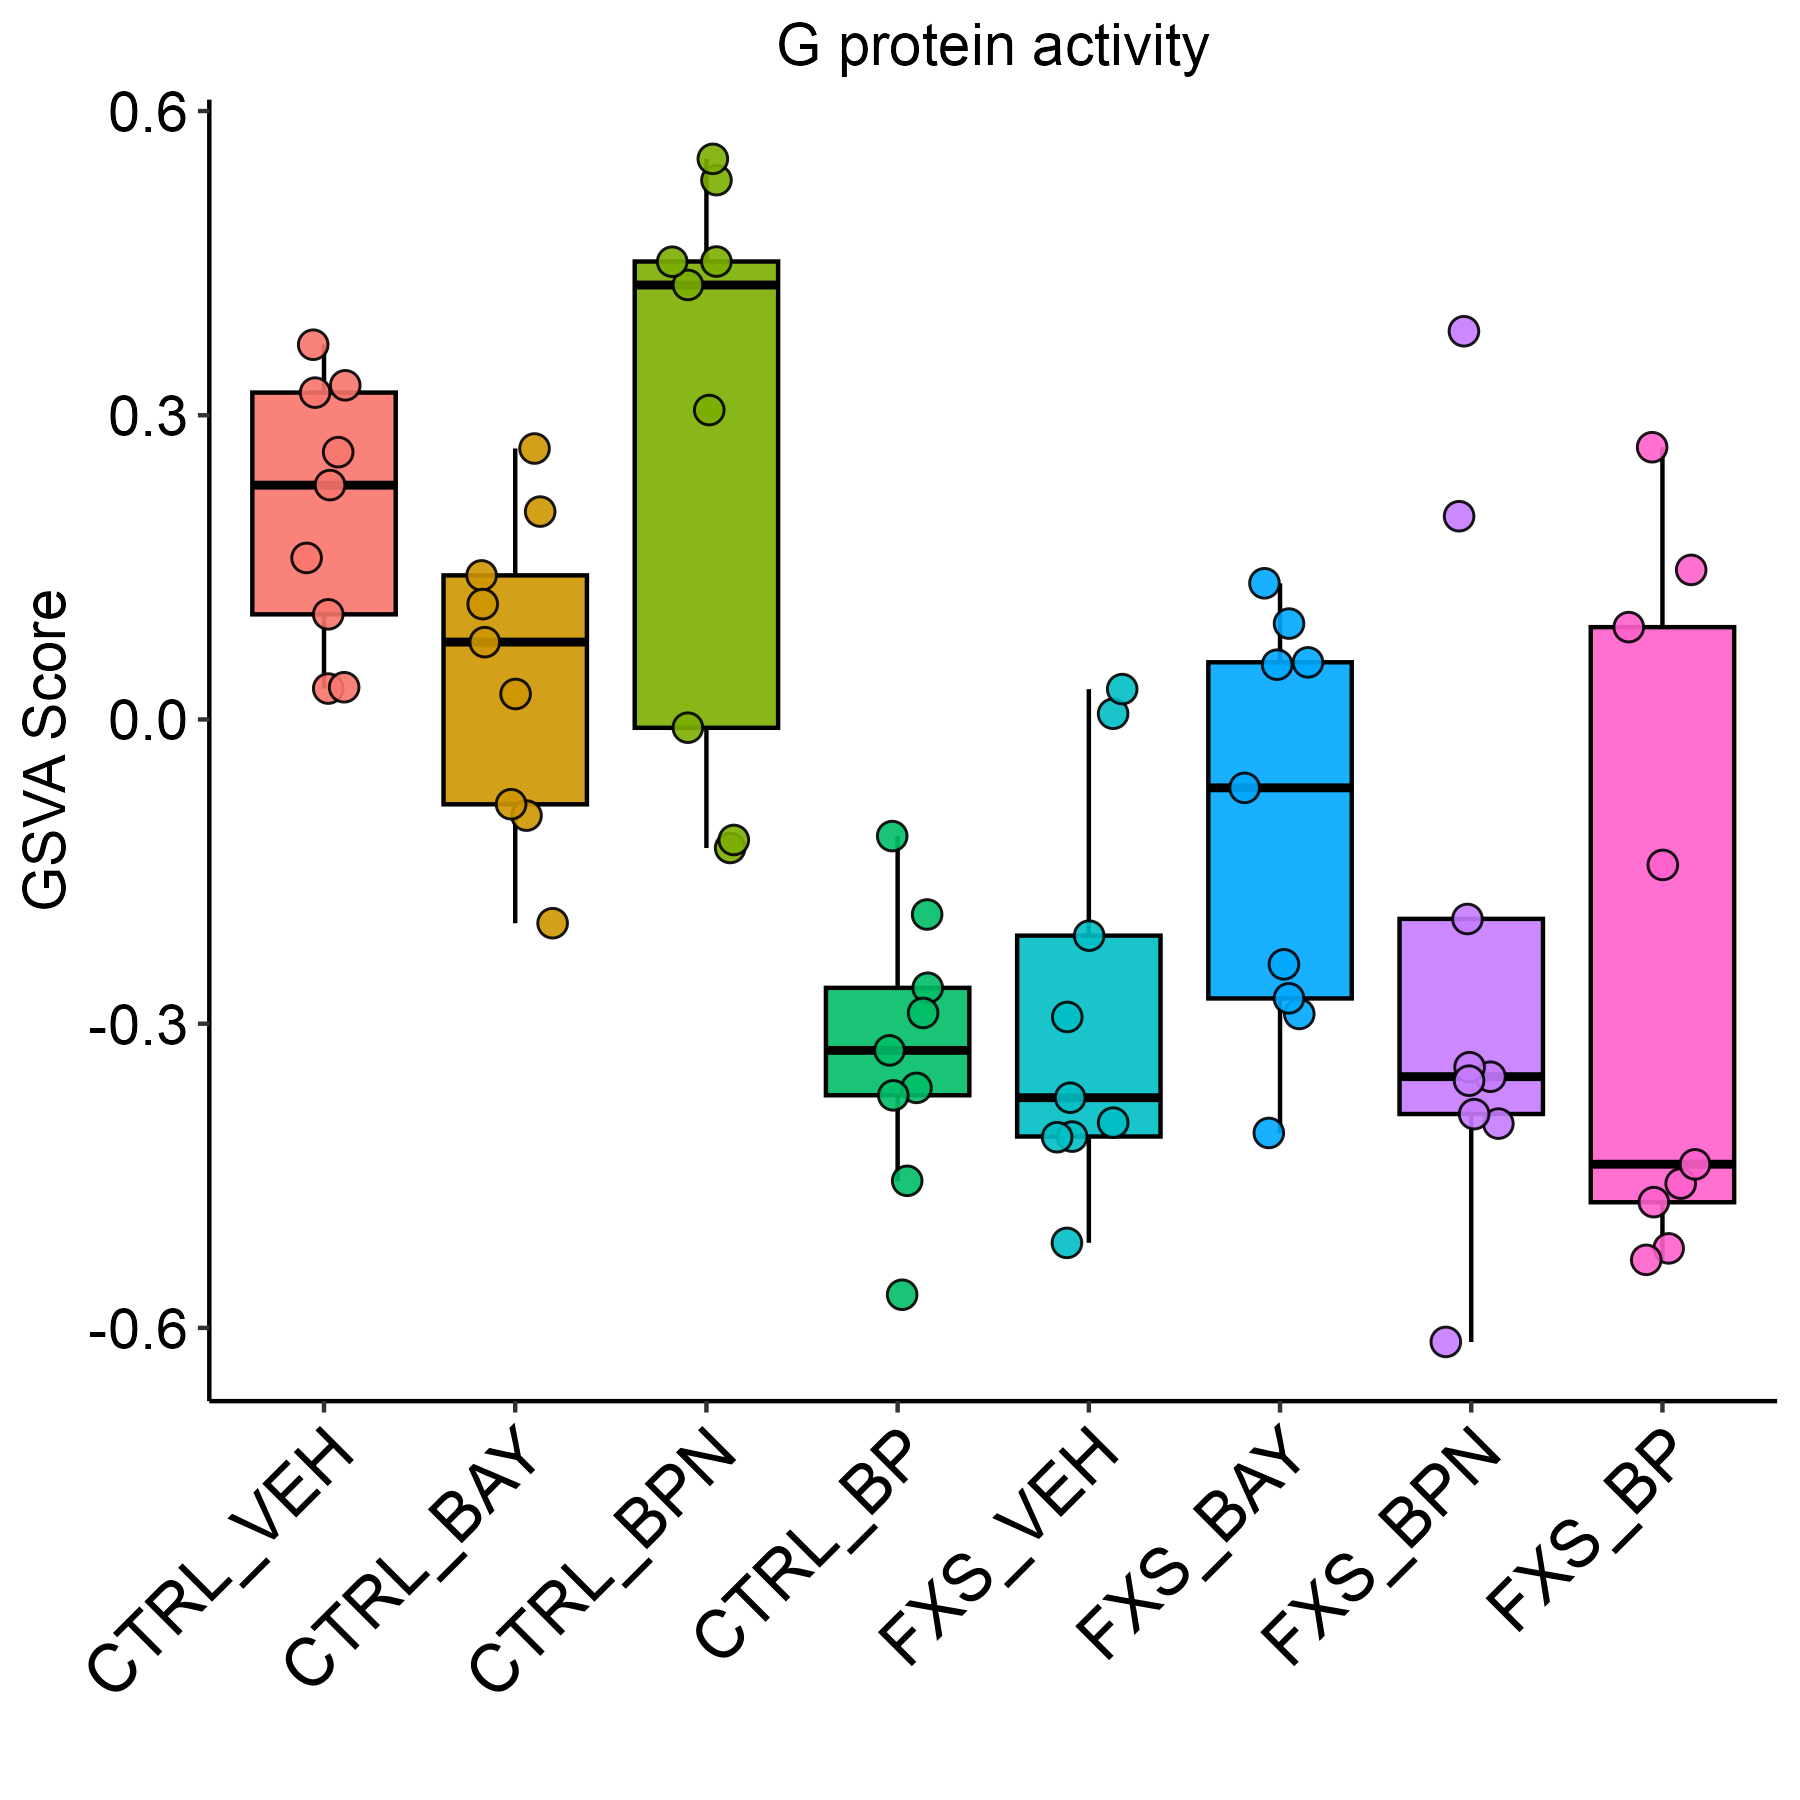 G protein activity
GSVA Score
0.6
0.3
0.0
-0.3
-0.6
CTRL_VEH
CTRL_BAY
CTRL_BPN
CTRL_BP
FXS_VEH
FXS_BAY
FXS_BPN
FXS_BP